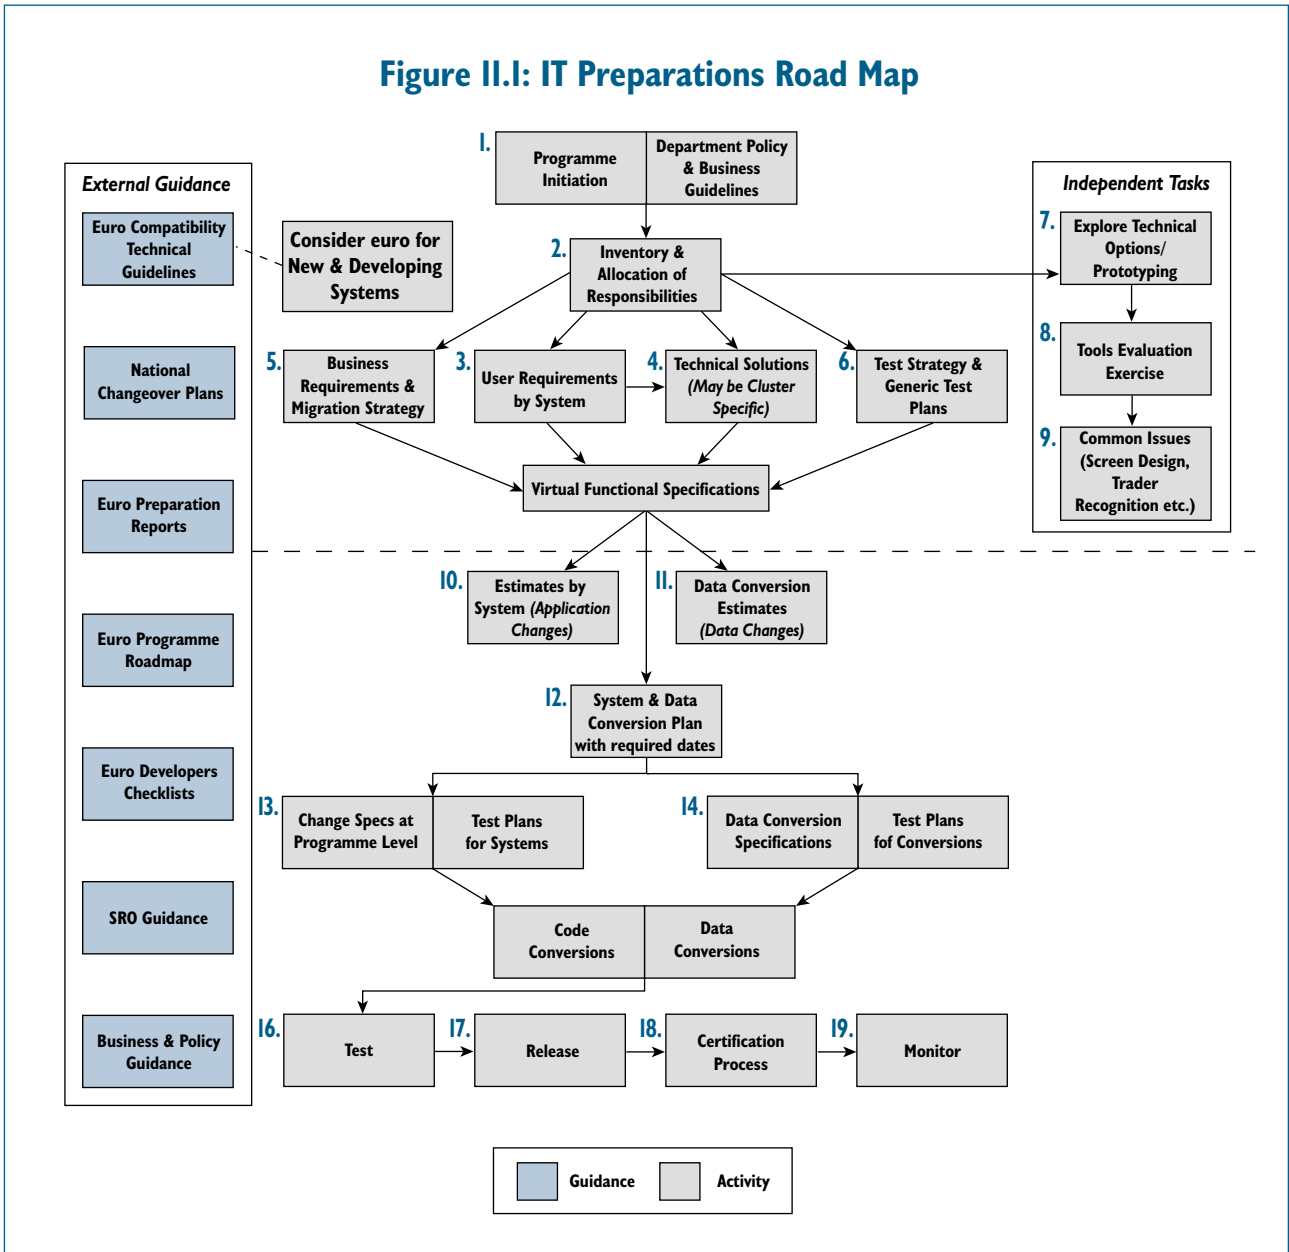 Figure II.I: IT Preparations Road Map
1.
Programme
Initiation
Department Policy
& Business
Guidelines
External Guidance
Euro Compatibility
Technical
Guidelines
National
Changeover Plans
Euro Preparation
Reports
Euro Programme
Roadmap
Euro Developers
Checklists
SRO Guidance
Business & Policy
Guidance
Consider euro for
New & Developing
Systems
2.
Inventory &
Allocation of
Responsibilities
Independent Tasks
7.
Explore Technical
Options/
Prototyping
8.
Tools Evaluation
Exercise
9.
Common Issues
(Screen Design,
Trader
Recognition etc.)
5.
Business
Requirements &
Migration Strategy
3.
User Requirements
by System
4.
Technical Solutions
(May be Cluster
Specific)
6.
Test Strategy &
Generic Test
Plans
Virtual Functional Specifications
10.
Estimates by
System (Application
Changes)
11.
Data Conversion
Estimates
(Data Changes)
12.
System & Data
Conversion Plan
with required dates
13.
Change Specs at
Programme Level
Test Plans
for Systems
14.
Data Conversion
Specifications
Test Plans
fof Conversions
Code
Conversions
Data
Conversions
16.
Test
17.
Release
18.
Certification
Process
19.
Monitor
Guidance
Activity